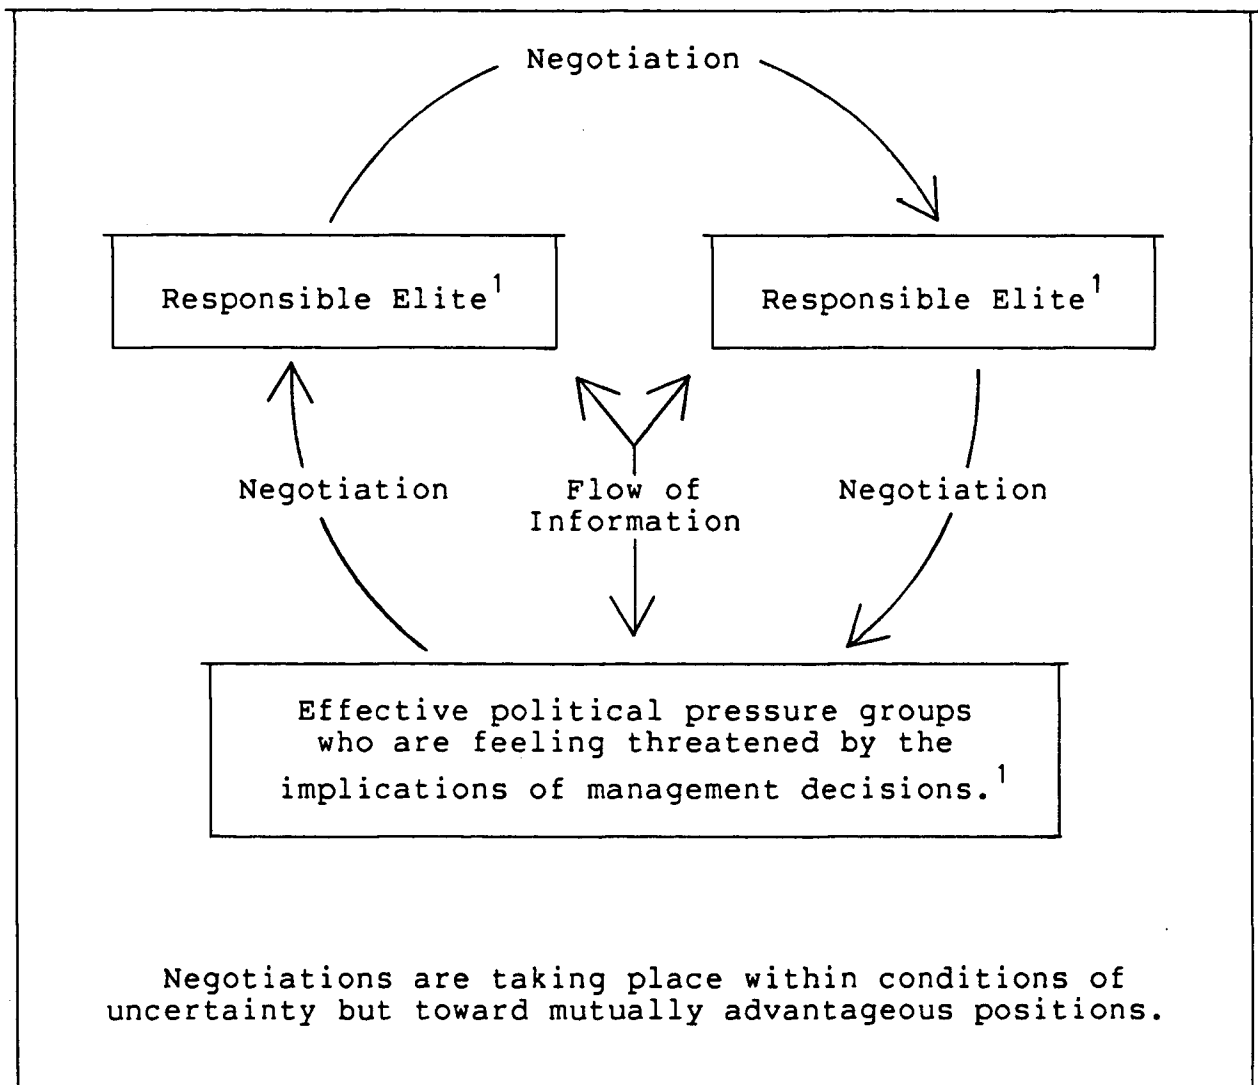 Negotiation
Responsible Elite¹
Responsible Elite¹
Negotiation
Flow of
Information
Negotiation
Effective political pressure groups
who are feeling threatened by the
implications of management decisions.¹
Negotiations are taking place within conditions of
uncertainty but toward mutually advantageous positions.